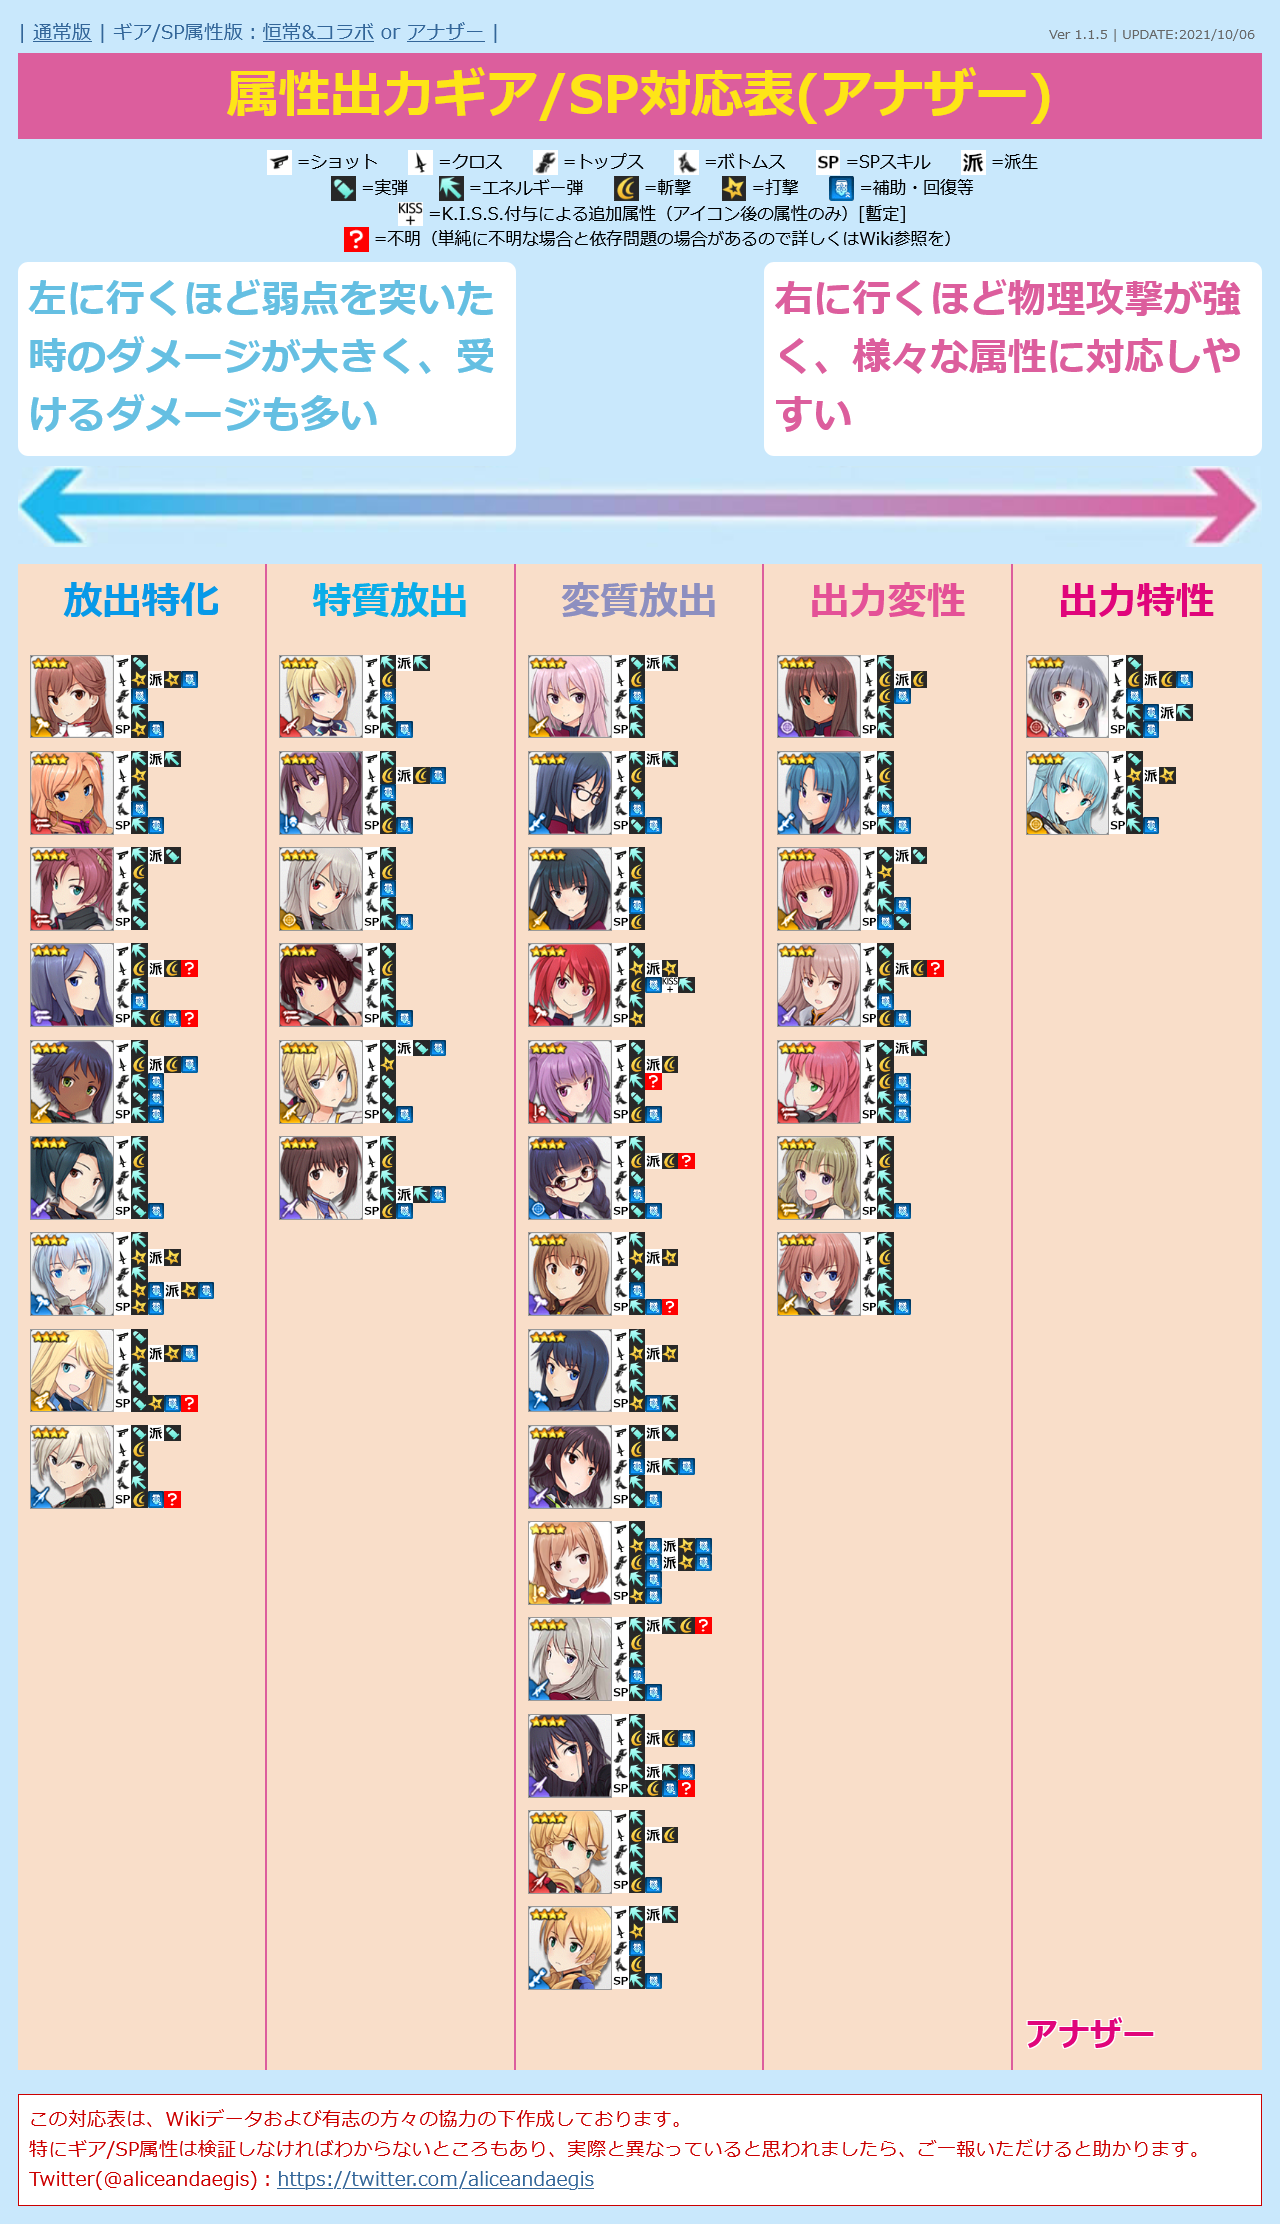 | 通常版 | ギア/SP属性版：恒常&コラボ or アナザー |
Ver 1.1.5 | UPDATE:2021/10/06
属性出力ギア/SP対応表(アナザー)
=ショット =クロス =トップス =ボトムス SP =SPスキル 派 =派生
=実弾 =エネルギー弾 =斬撃 =打撃 =補助・回復等
KISS + =K.I.S.S.付与による追加属性（アイコン後の属性のみ）[暫定]
? =不明（単純に不明な場合と依存問題の場合があるので詳しくはWiki参照を）
左に行くほど弱点を突いた
時のダメージが大きく、受
けるダメージも多い
右に行くほど物理攻撃が強
く、様々な属性に対応しや
すい
放出特化
特質放出
変質放出
出力変性
出力特性
アナザー
この対応表は、Wikiデータおよび有志の方々の協力の下作成しております。
特にギア/SP属性は検証しなければわからないところもあり、実際と異なっていると思われましたら、ご一報いただけると助かります。
Twitter(@aliceandaegis)：https://twitter.com/aliceandaegis